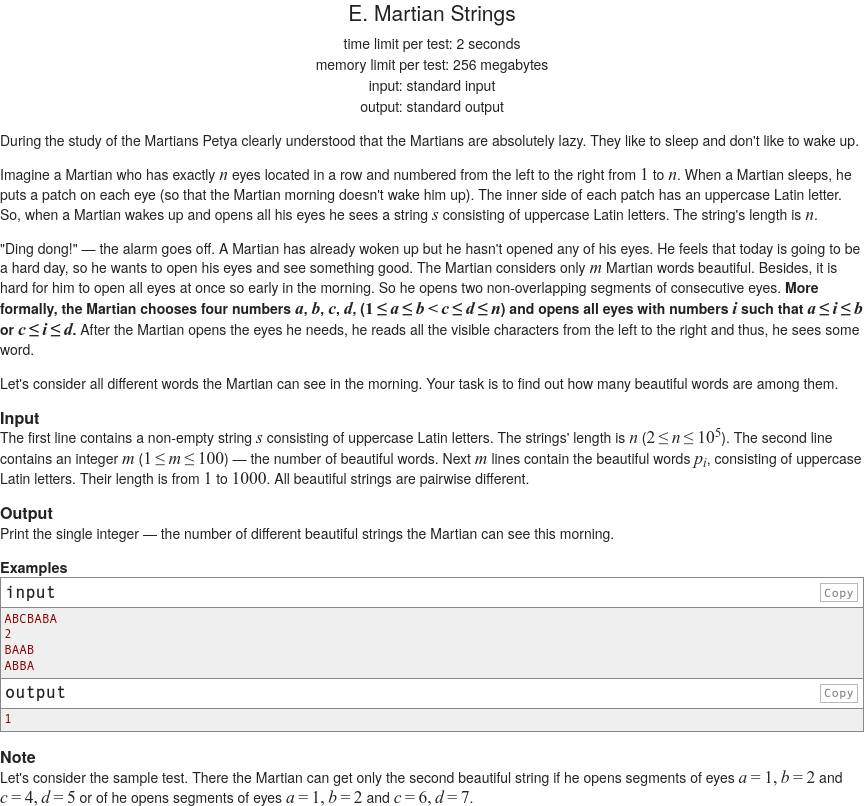 E. Martian Strings
time limit per test: 2 seconds
memory limit per test: 256 megabytes
input: standard input
output: standard output
During the study of the Martians Petya clearly understood that the Martians are absolutely lazy. They like to sleep and don't like to wake up.
Imagine a Martian who has exactly n eyes located in a row and numbered from the left to the right from 1 to n. When a Martian sleeps, he
puts a patch on each eye (so that the Martian morning doesn't wake him up). The inner side of each patch has an uppercase Latin letter.
So, when a Martian wakes up and opens all his eyes he sees a string s consisting of uppercase Latin letters. The string's length is n.
"Ding dong!" — the alarm goes off. A Martian has already woken up but he hasn't opened any of his eyes. He feels that today is going to be
a hard day, so he wants to open his eyes and see something good. The Martian considers only m Martian words beautiful. Besides, it is
hard for him to open all eyes at once so early in the morning. So he opens two non-overlapping segments of consecutive eyes. More
formally, the Martian chooses four numbers a, b, c, d, (1 ≤ a ≤ b < c ≤ d ≤ n) and opens all eyes with numbers i such that a ≤ i ≤ b
or c ≤ i ≤ d. After the Martian opens the eyes he needs, he reads all the visible characters from the left to the right and thus, he sees some
word.
Let's consider all different words the Martian can see in the morning. Your task is to find out how many beautiful words are among them.
Input
The first line contains a non-empty string s consisting of uppercase Latin letters. The strings' length is n (2 ≤ n ≤ 10^5). The second line
contains an integer m (1 ≤ m ≤ 100) — the number of beautiful words. Next m lines contain the beautiful words p_i, consisting of uppercase
Latin letters. Their length is from 1 to 1000. All beautiful strings are pairwise different.
Output
Print the single integer — the number of different beautiful strings the Martian can see this morning.
Examples
input Copy
ABCBABA
2
BAAB
ABBA
output Copy
1
Note
Let's consider the sample test. There the Martian can get only the second beautiful string if he opens segments of eyes a = 1, b = 2 and
c = 4, d = 5 or of he opens segments of eyes a = 1, b = 2 and c = 6, d = 7.